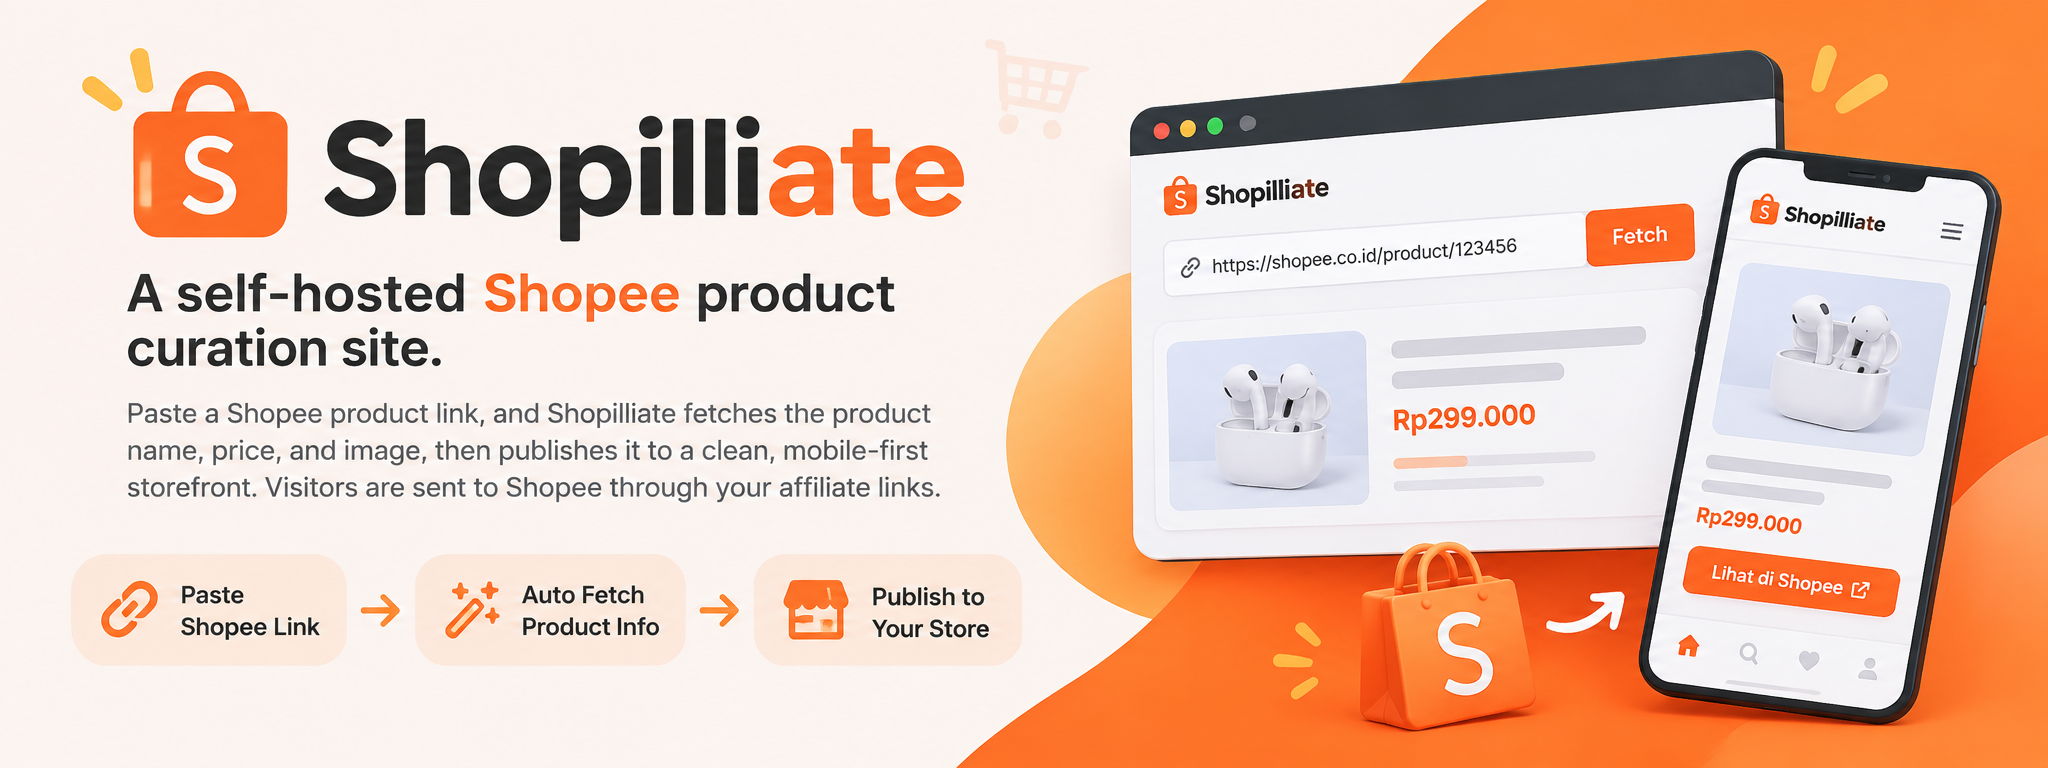 S
Shopilliate
A self-hosted Shopee product
curation site.
Paste a Shopee product link, and Shopilliate fetches the product
name, price, and image, then publishes it to a clean, mobile-first
storefront. Visitors are sent to Shopee through your affiliate links.
Paste
Shopee Link
Auto Fetch
Product Info
Publish to
Your Store
S
Shopilliate
https://shopee.co.id/product/123456
Fetch
Rp299.000
S
S
Shopilliate
Rp299.000
Lihat di Shopee